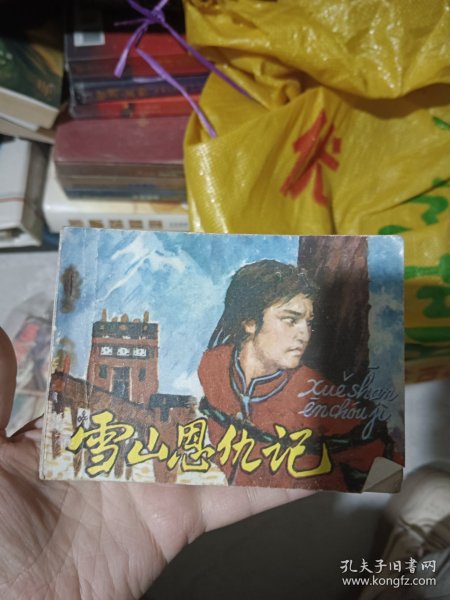 xuě shān
ēn chóu jì
雪山恩仇记
孔夫子旧书网
www.kongfz.com